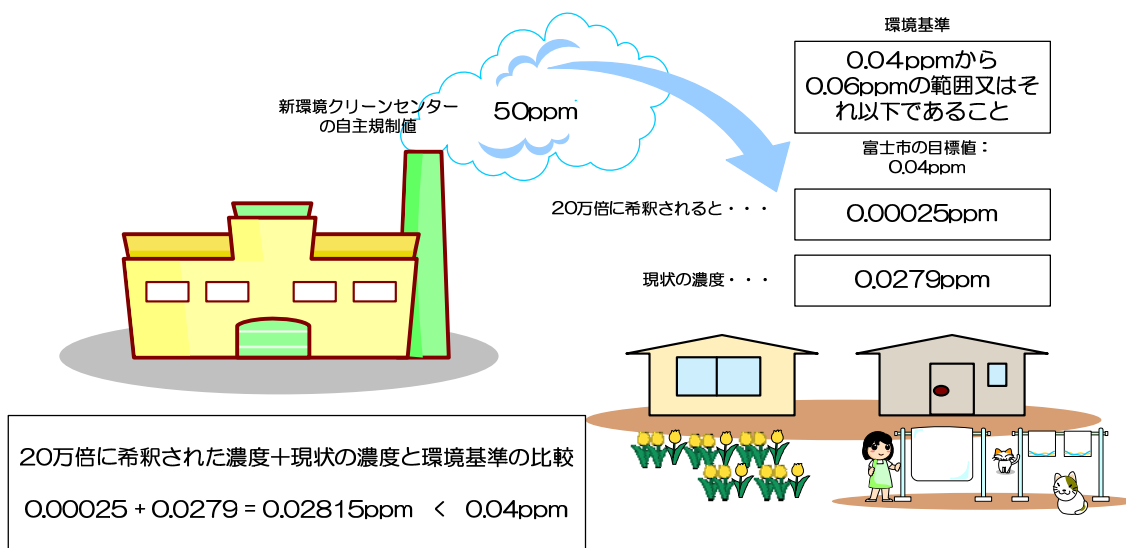 環境基準
0.04ppmから
0.06ppmの範囲又はそ
れ以下であること
新環境クリーンセンター
の自主規制値
50ppm
富士市の目標値：
0.04ppm
20万倍に希釈されると・・・
0.00025ppm
現状の濃度・・・
0.0279ppm
20万倍に希釈された濃度＋現状の濃度と環境基準の比較
0.00025 + 0.0279 = 0.02815ppm < 0.04ppm